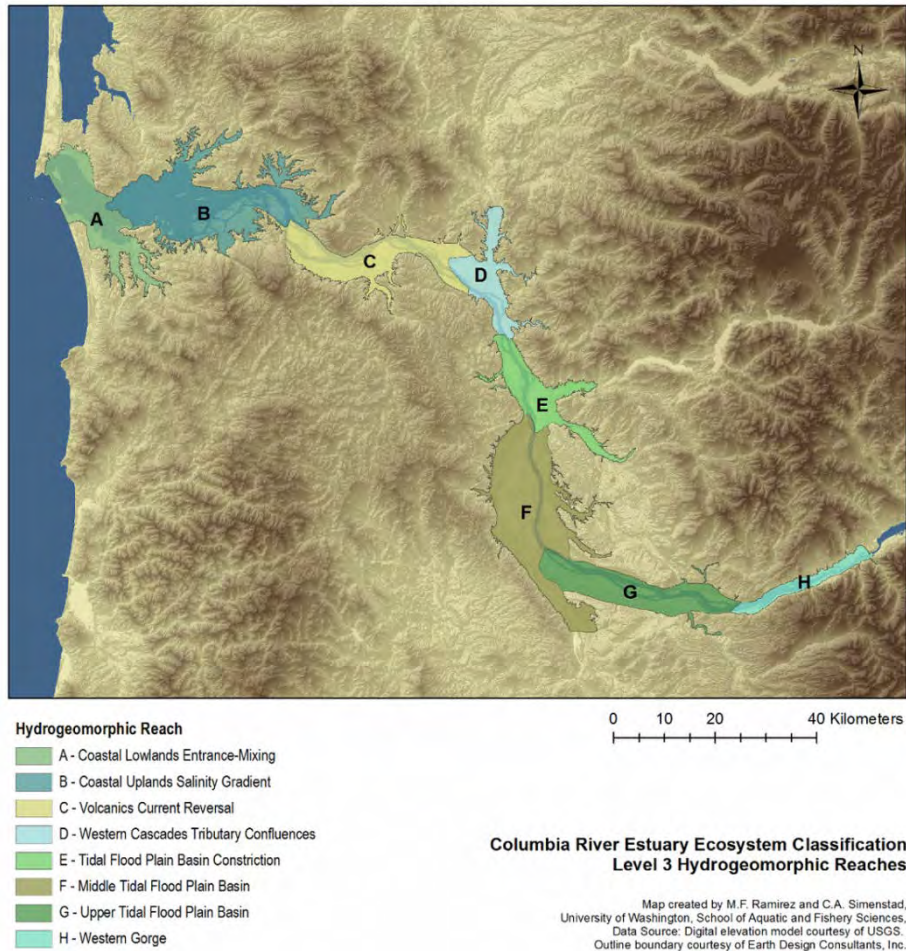 N
A
B
C
D
E
F
G
H
Hydrogeomorphic Reach
A - Coastal Lowlands Entrance-Mixing
B - Coastal Uplands Salinity Gradient
C - Volcanics Current Reversal
D - Western Cascades Tributary Confluences
E - Tidal Flood Plain Basin Constriction
F - Middle Tidal Flood Plain Basin
G - Upper Tidal Flood Plain Basin
H - Western Gorge
0 10 20 40 Kilometers
Columbia River Estuary Ecosystem Classification
Level 3 Hydrogeomorphic Reaches
Map created by M.F. Ramirez and C.A. Simenstad,
University of Washington, School of Aquatic and Fishery Sciences,
Data Source: Digital elevation model courtesy of USGS.
Outline boundary courtesy of Earth Design Consultants, Inc.